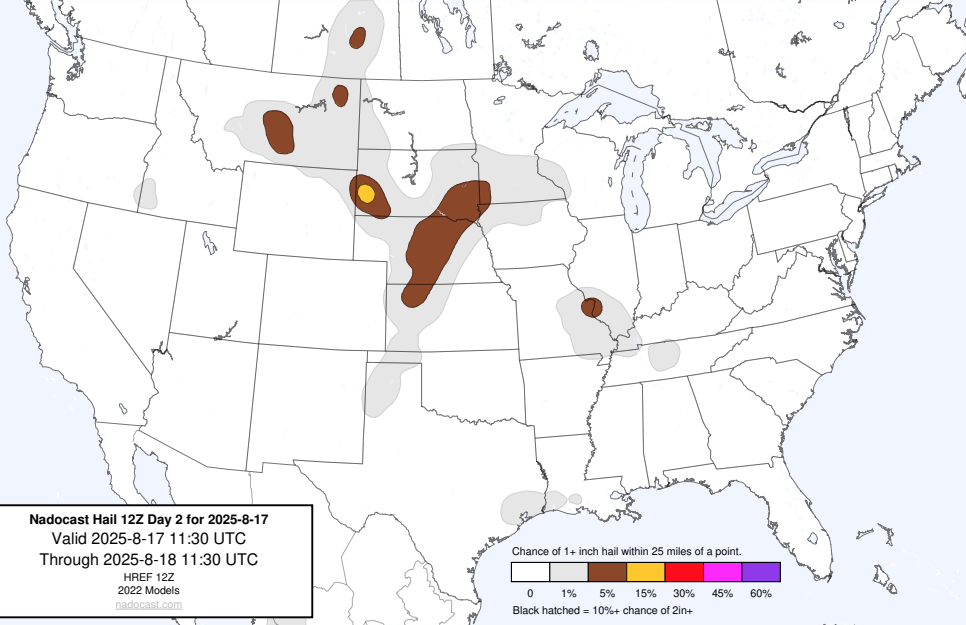 Nadocast Hail 12Z Day 2 for 2025-8-17
Valid 2025-8-17 11:30 UTC
Through 2025-8-18 11:30 UTC
HREF 12Z
2022 Models
nadocast.com
Chance of 1+ inch hail within 25 miles of a point.
0 1% 5% 15% 30% 45% 60%
Black hatched = 10%+ chance of 2in+